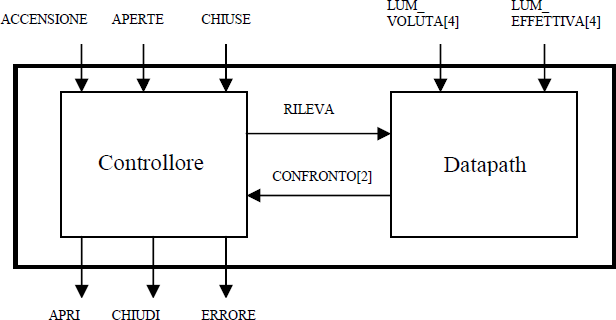 ACCENSIONE APERTE CHIUSE LUM_ LUM_
VOLUTA[4] EFFETTIVA[4]
RILEVA
Controllore Datapath
CONFRONTO[2]
APRI CHIUDI ERRORE